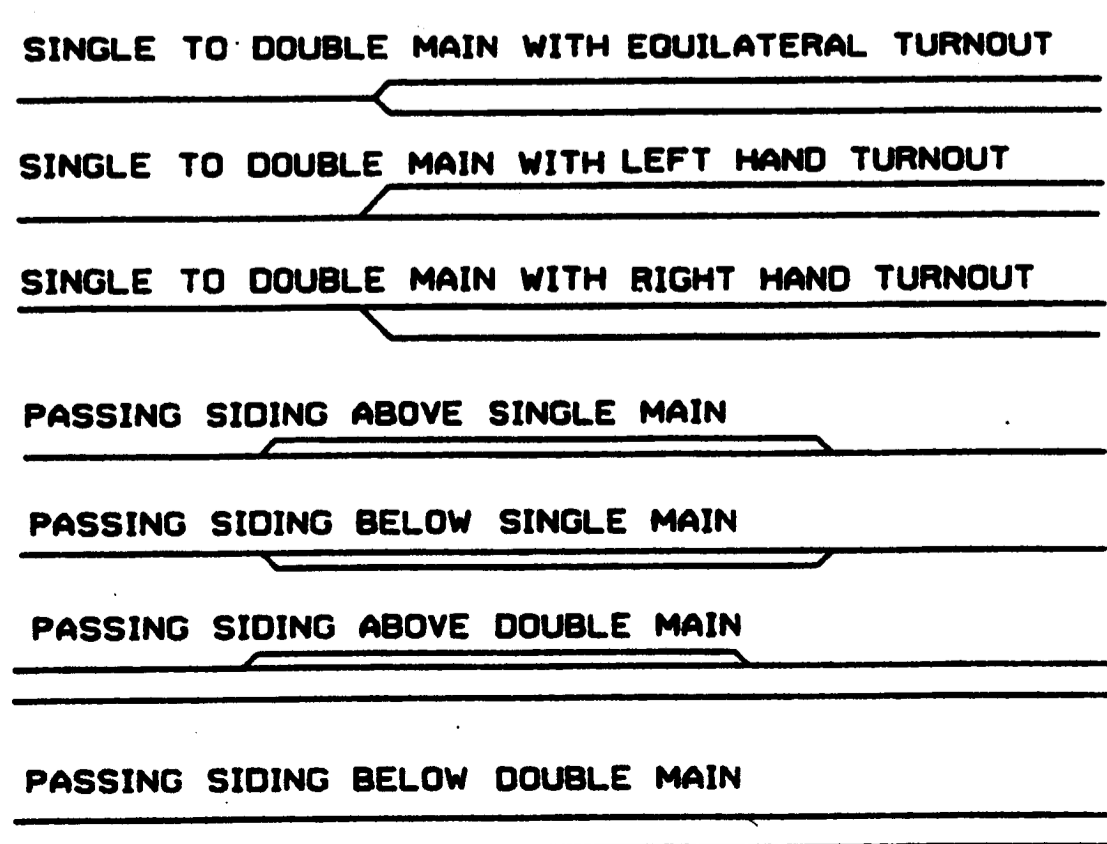 SINGLE TO DOUBLE MAIN WITH EQUILATERAL TURNOUT
SINGLE TO DOUBLE MAIN WITH LEFT HAND TURNOUT
SINGLE TO DOUBLE MAIN WITH RIGHT HAND TURNOUT
PASSING SIDING ABOVE SINGLE MAIN
PASSING SIDING BELOW SINGLE MAIN
PASSING SIDING ABOVE DOUBLE MAIN
PASSING SIDING BELOW DOUBLE MAIN